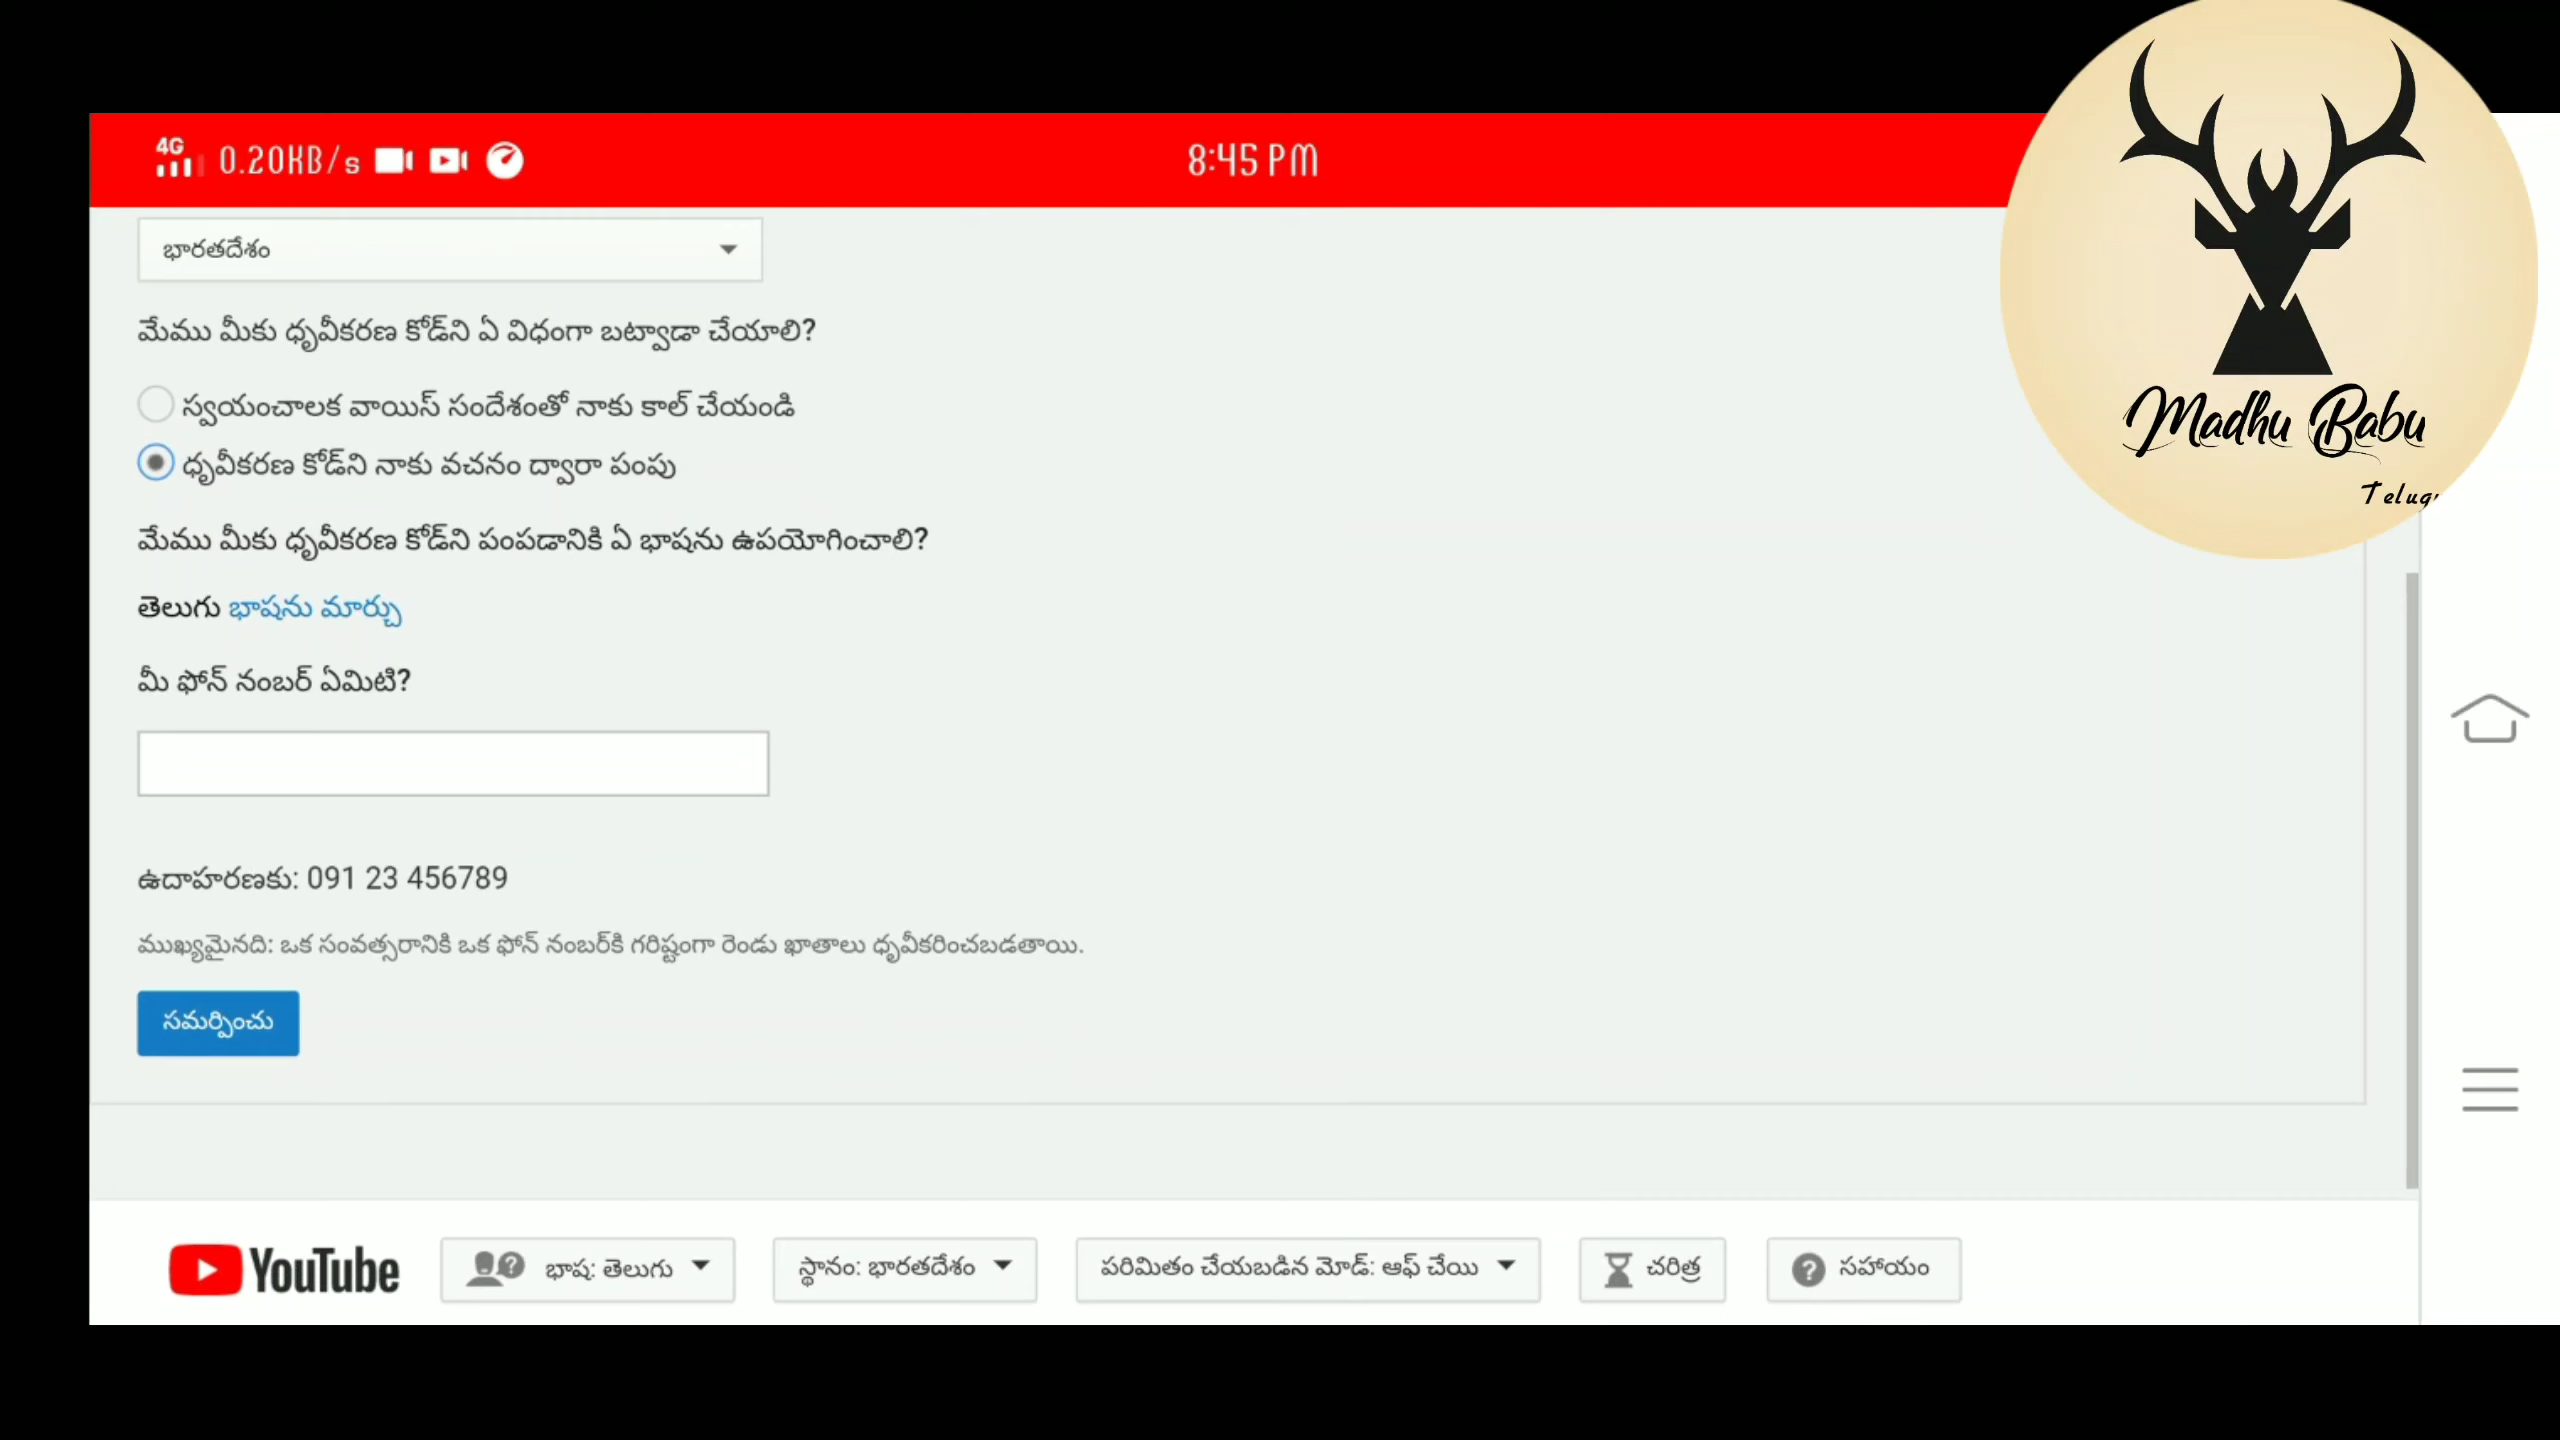 4G 0.20KB/s
8:45 PM
భారతదేశం
మేము మీకు ధృవీకరణ కోడ్‌ని ఏ విధంగా బట్వాడా చేయాలి?
స్వయంచాలక వాయిస్ సందేశంతో నాకు కాల్ చేయండి
ధృవీకరణ కోడ్‌ని నాకు వచనం ద్వారా పంపు
మేము మీకు ధృవీకరణ కోడ్‌ని పంపడానికి ఏ భాషను ఉపయోగించాలి?
తెలుగు భాషను మార్చు
మీ ఫోన్ నంబర్ ఏమిటి?
ఉదాహరణకు: 091 23 456789
ముఖ్యమైనది: ఒక సంవత్సరానికి ఒక ఫోన్ నంబర్‌కి గరిష్టంగా రెండు ఖాతాలు ధృవీకరించబడతాయి.
సమర్పించు
YouTube
భాష: తెలుగు
స్థానం: భారతదేశం
పరిమితం చేయబడిన మోడ్: ఆఫ్ చేయి
చరిత్ర
సహాయం
Madhu Babu